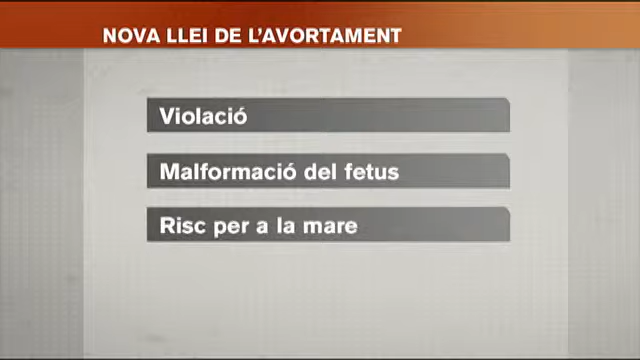 NOVA LLEI DE L'AVORTAMENT
Violació
Malformació del fetus
Risc per a la mare